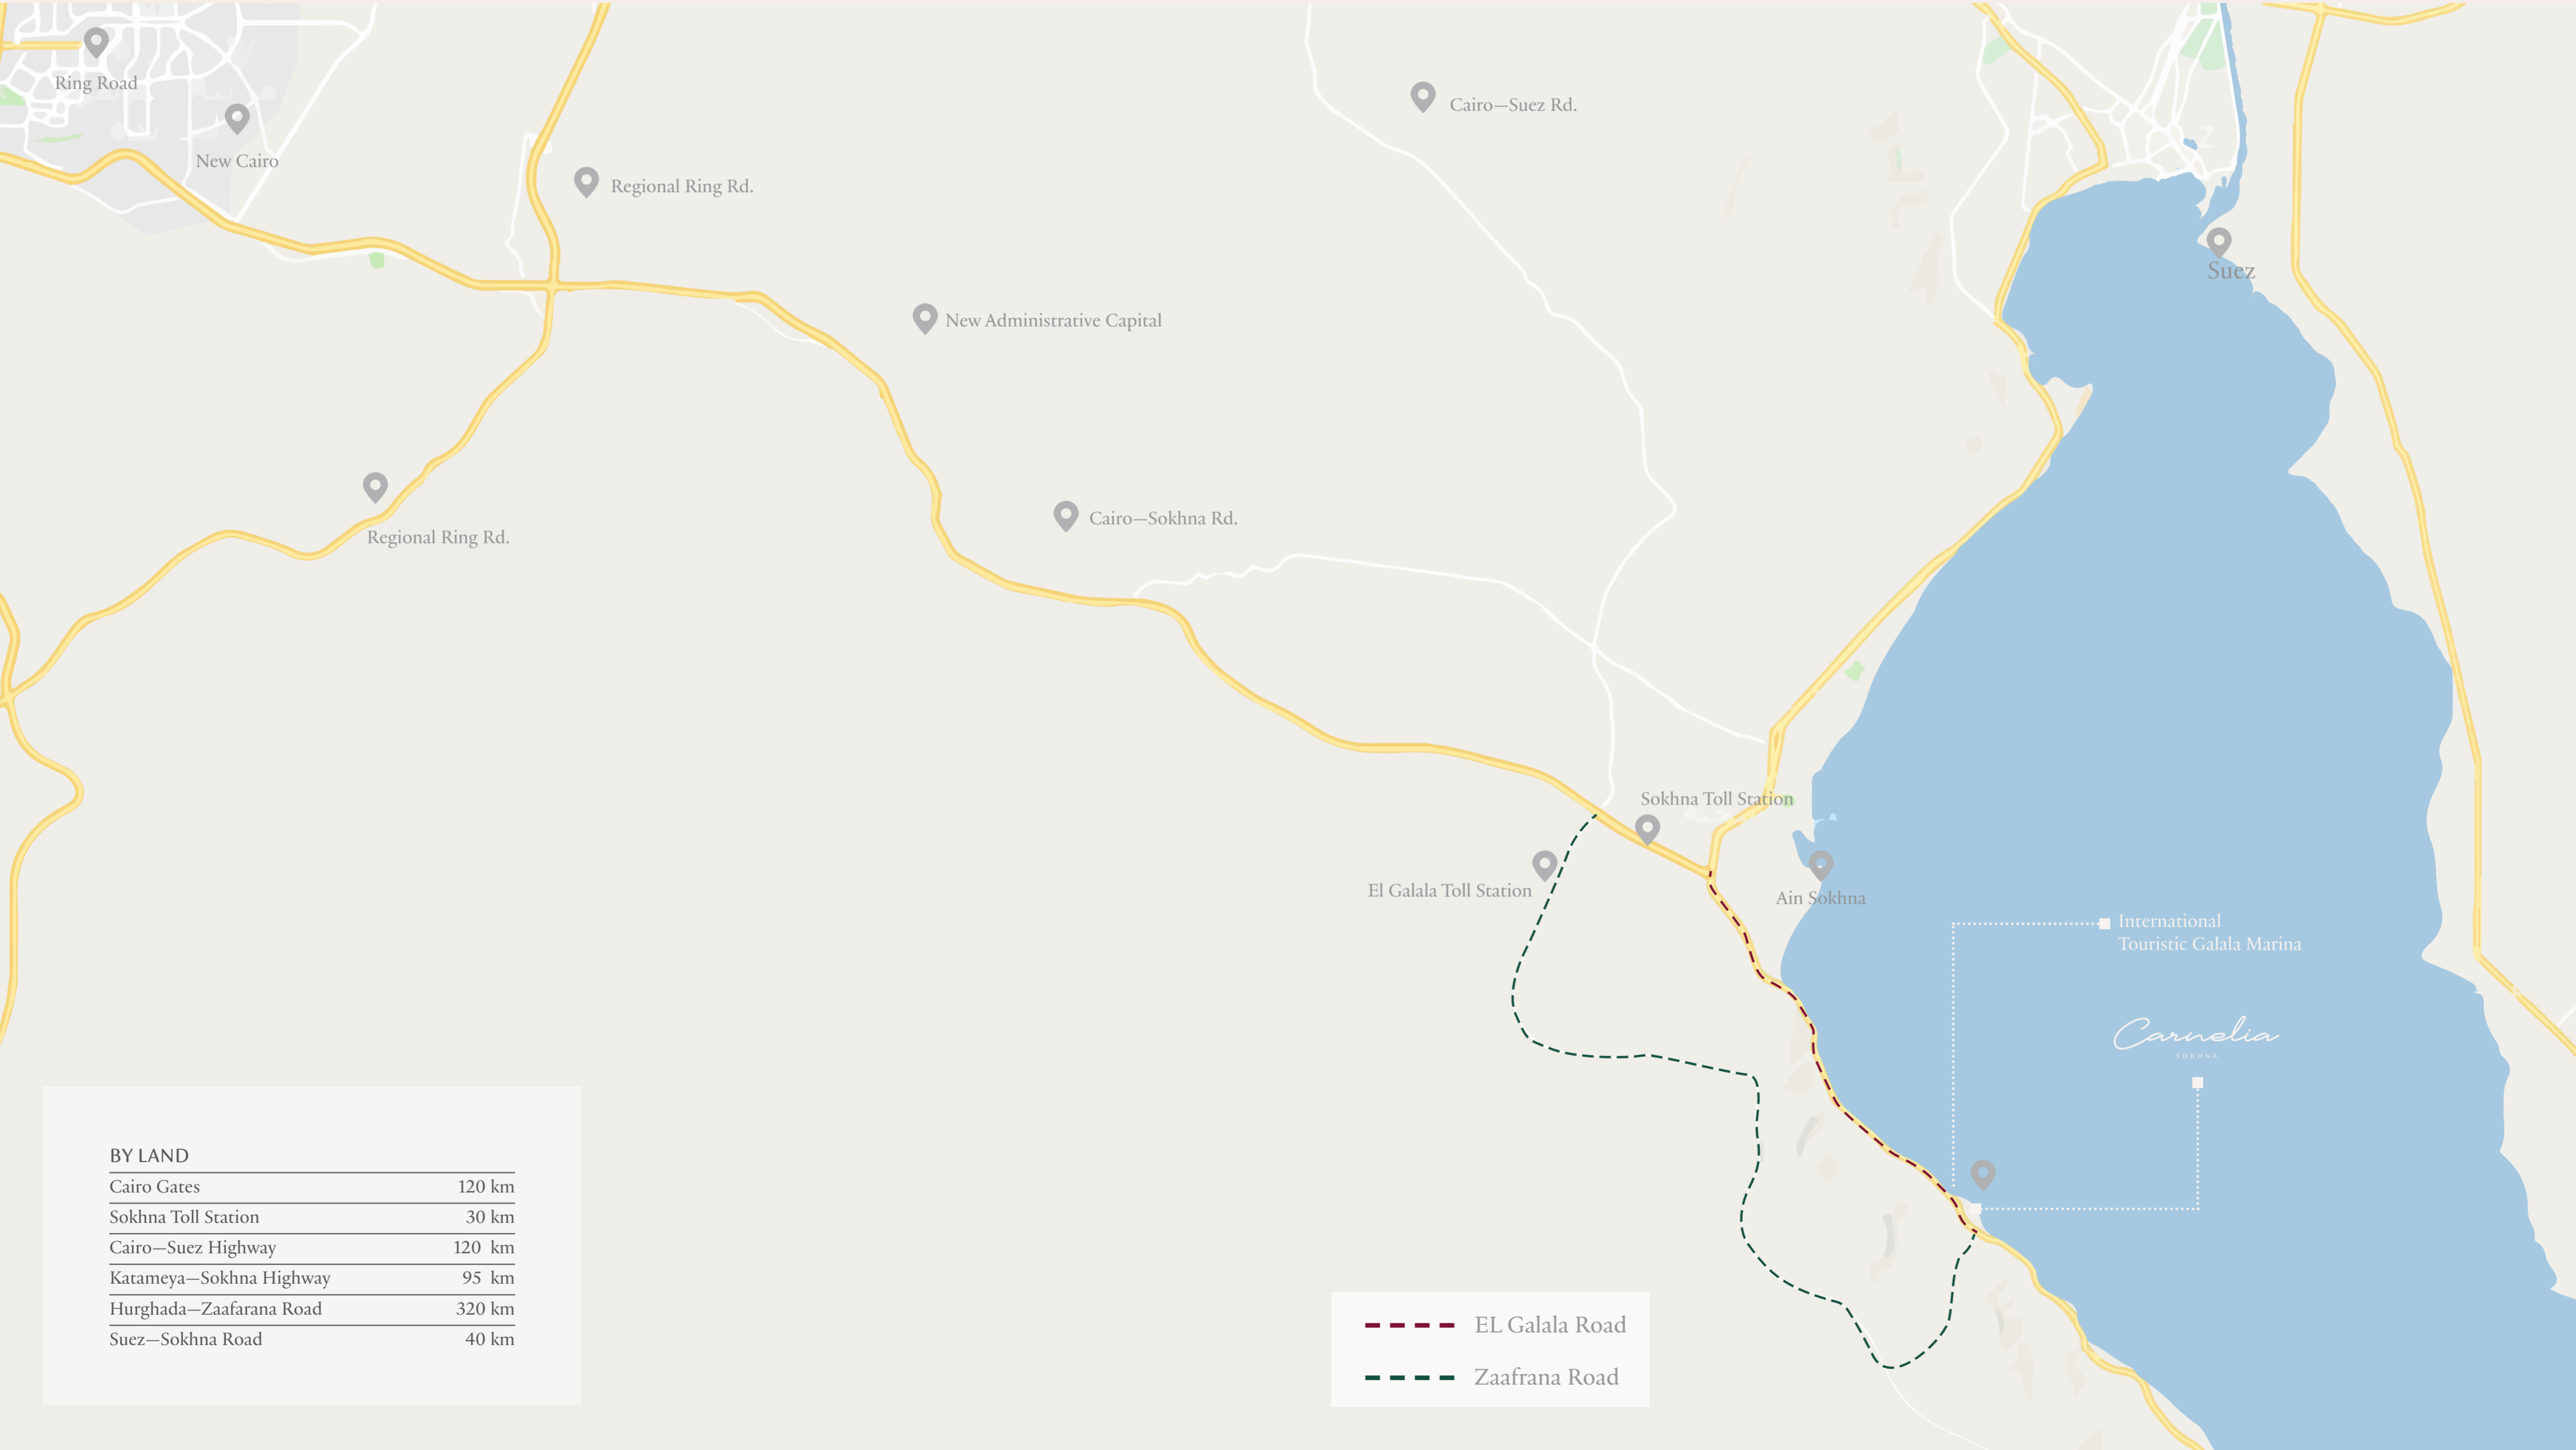 Ring Road
New Cairo
Cairo—Suez Rd.
Regional Ring Rd.
Suez
New Administrative Capital
Regional Ring Rd.
Cairo—Sokhna Rd.
Sokhna Toll Station
El Galala Toll Station
Ain Sokhna
International
Touristic Galala Marina
Carnelia
SOKHNA
BY LAND
Cairo Gates 120 km
Sokhna Toll Station 30 km
Cairo—Suez Highway 120 km
Katameya—Sokhna Highway 95 km
Hurghada—Zaafarana Road 320 km
Suez—Sokhna Road 40 km
EL Galala Road
Zaafrana Road